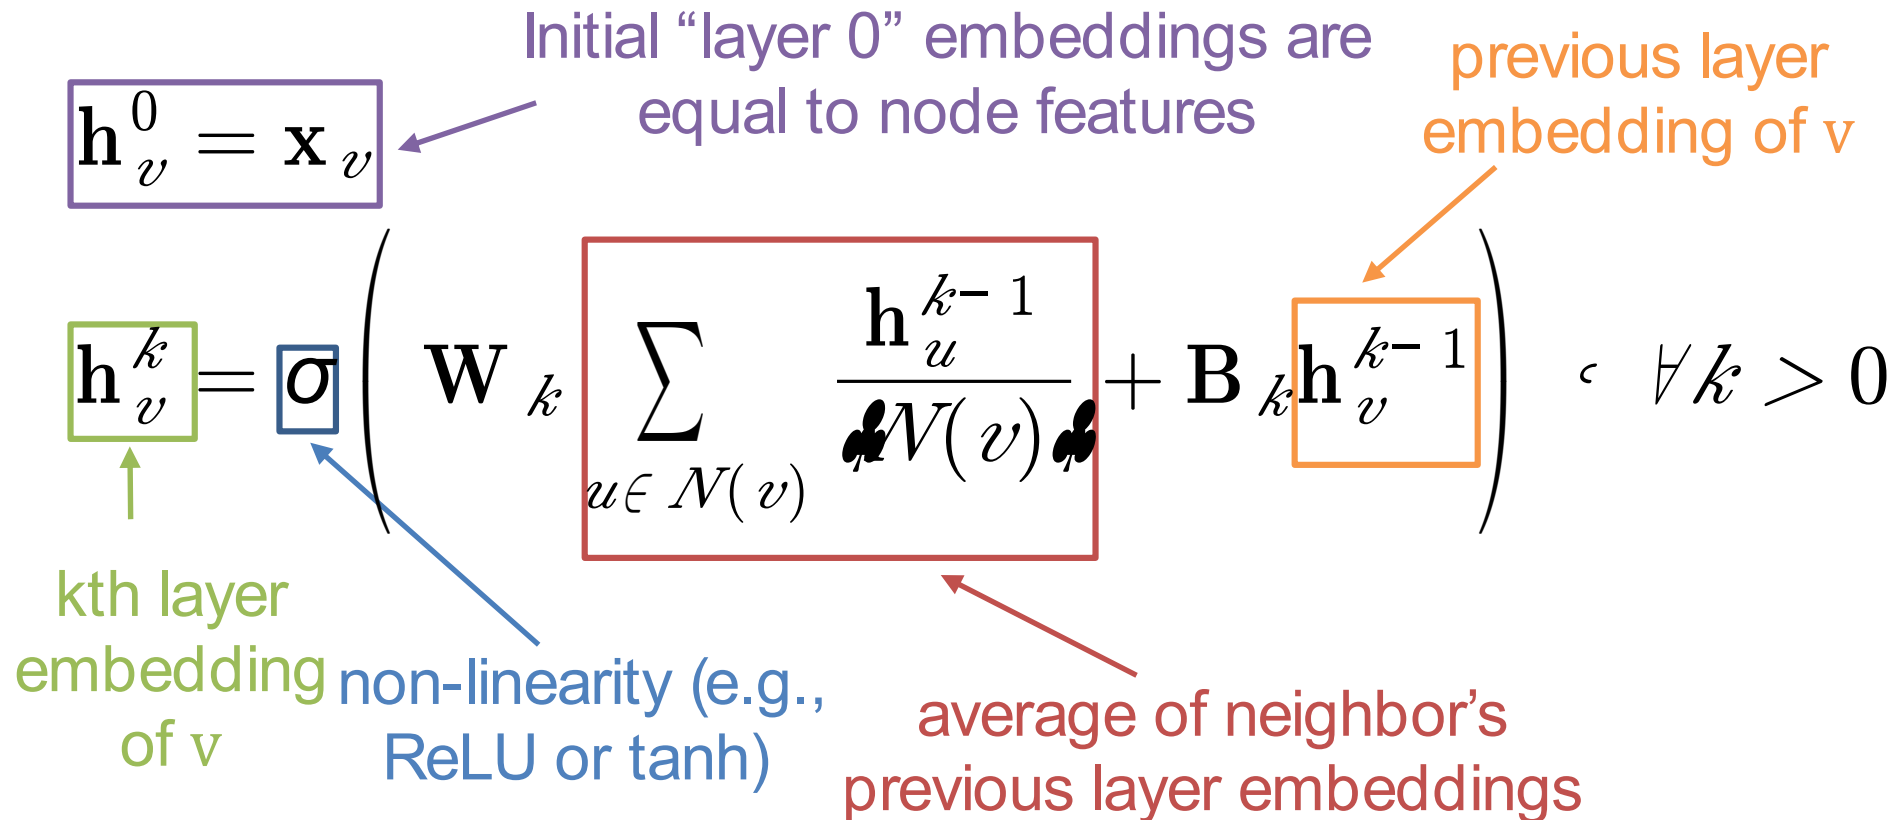 Initial “layer 0” embeddings are
equal to node features
previous layer
embedding of v
h_v^0 = x_v
h_v^k = σ ( W_k ∑_{u∈N(v)} h_u^{k-1} / ♣N(v)♣ + B_k h_v^{k-1} ) ∀k > 0
kth layer
embedding
of v
non-linearity (e.g.,
ReLU or tanh)
average of neighbor’s
previous layer embeddings